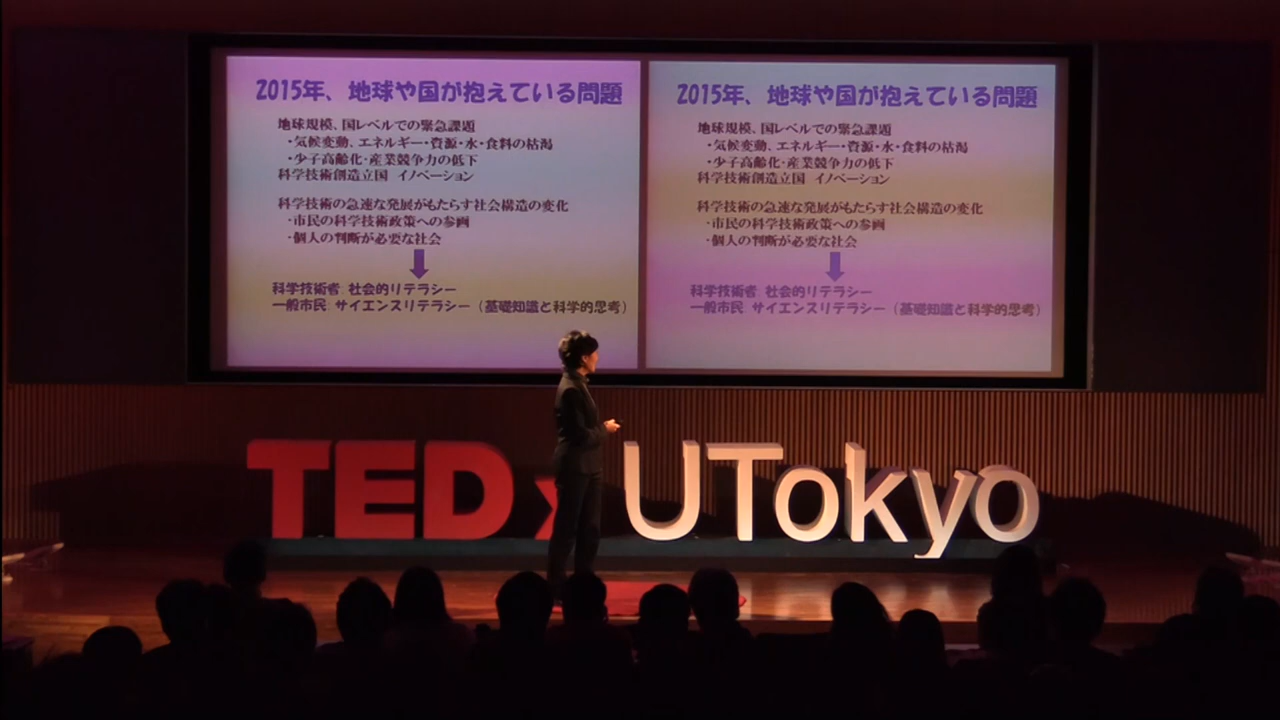 2015年、地球や国が抱えている問題
地球規模、国レベルでの緊急課題
・気候変動、エネルギー・資源・水・食料の枯渇
・少子高齢化・産業競争力の低下
科学技術創造立国 イノベーション
科学技術の急速な発展がもたらす社会構造の変化
・市民の科学技術政策への参画
・個人の判断が必要な社会
科学技術者: 社会的リテラシー
一般市民: サイエンスリテラシー（基礎知識と科学的思考）
2015年、地球や国が抱えている問題
地球規模、国レベルでの緊急課題
・気候変動、エネルギー・資源・水・食料の枯渇
・少子高齢化・産業競争力の低下
科学技術創造立国 イノベーション
科学技術の急速な発展がもたらす社会構造の変化
・市民の科学技術政策への参画
・個人の判断が必要な社会
科学技術者: 社会的リテラシー
一般市民: サイエンスリテラシー（基礎知識と科学的思考）
TEDxUTokyo